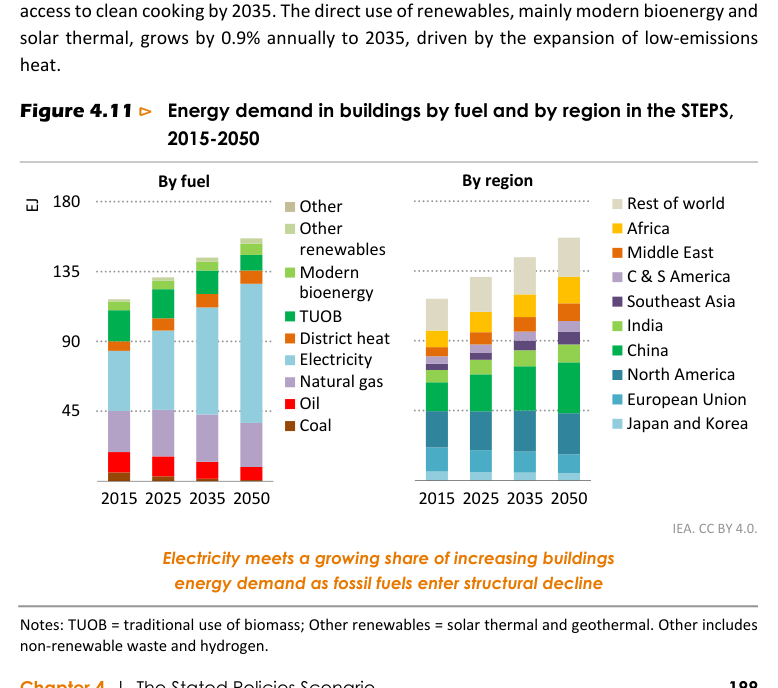 access to clean cooking by 2035. The direct use of renewables, mainly modern bioenergy and
solar thermal, grows by 0.9% annually to 2035, driven by the expansion of low-emissions
heat.
Figure 4.11 ▻ Energy demand in buildings by fuel and by region in the STEPS,
2015-2050
By fuel
EJ
180
135
90
45
2015 2025 2035 2050
Other
Other
renewables
Modern
bioenergy
TUOB
District heat
Electricity
Natural gas
Oil
Coal
By region
2015 2025 2035 2050
Rest of world
Africa
Middle East
C & S America
Southeast Asia
India
China
North America
European Union
Japan and Korea
IEA. CC BY 4.0.
Electricity meets a growing share of increasing buildings
energy demand as fossil fuels enter structural decline
Notes: TUOB = traditional use of biomass; Other renewables = solar thermal and geothermal. Other includes
non-renewable waste and hydrogen.
Chapter 4 | The Stated Policies Scenario 199